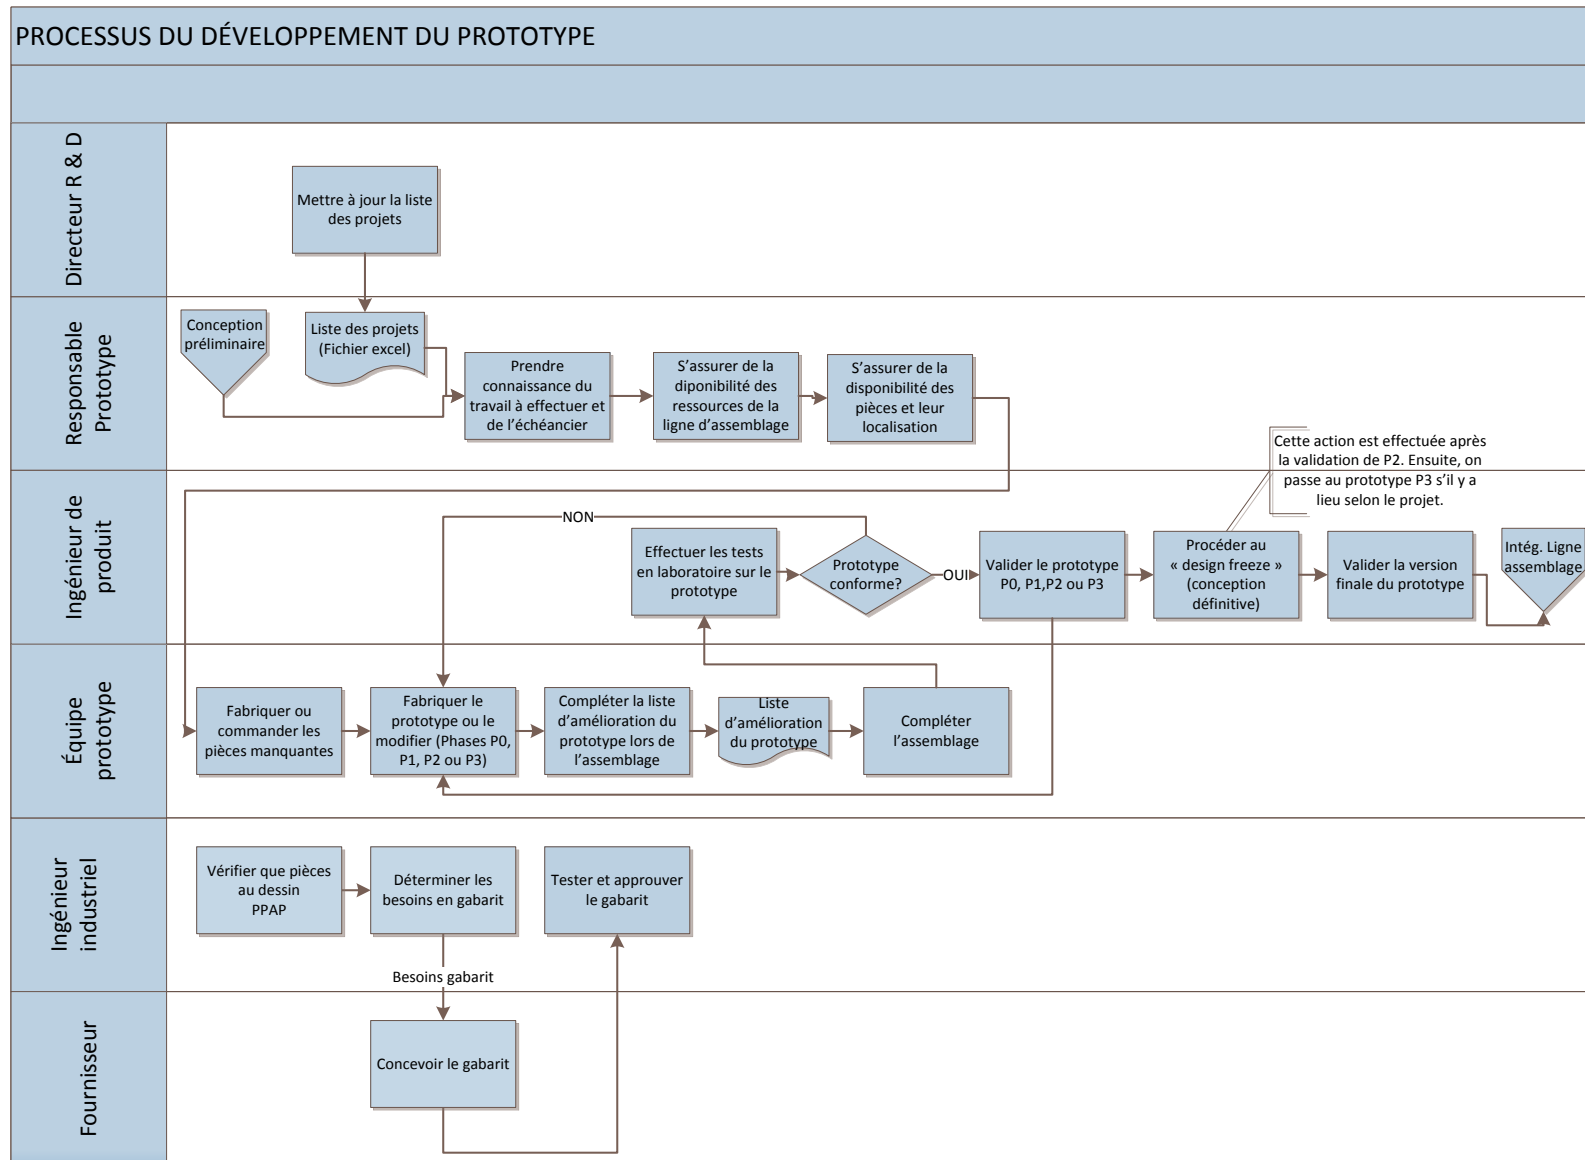 PROCESSUS DU DÉVELOPPEMENT DU PROTOTYPE
Directeur R & D
Mettre à jour la liste
des projets
Responsable
Prototype
Conception
préliminaire
Liste des projets
(Fichier excel)
Prendre
connaissance du
travail à effectuer et
de l’échéancier
S’assurer de la
diponibilité des
ressources de la
ligne d’assemblage
S’assurer de la
disponibilité des
pièces et leur
localisation
Cette action est effectuée après
la validation de P2. Ensuite, on
passe au prototype P3 s’il y a
lieu selon le projet.
Ingénieur de
produit
NON
Effectuer les tests
en laboratoire sur le
prototype
Prototype
conforme?
OUI
Valider le prototype
P0, P1,P2 ou P3
Procéder au
« design freeze »
(conception
définitive)
Valider la version
finale du prototype
Intég. Ligne
assemblage
Équipe
prototype
Fabriquer ou
commander les
pièces manquantes
Fabriquer le
prototype ou le
modifier (Phases P0,
P1, P2 ou P3)
Compléter la liste
d’amélioration du
prototype lors de
l’assemblage
Liste
d’amélioration
du prototype
Compléter
l’assemblage
Ingénieur
industriel
Vérifier que pièces
au dessin
PPAP
Déterminer les
besoins en gabarit
Tester et approuver
le gabarit
Besoins gabarit
Fournisseur
Concevoir le gabarit